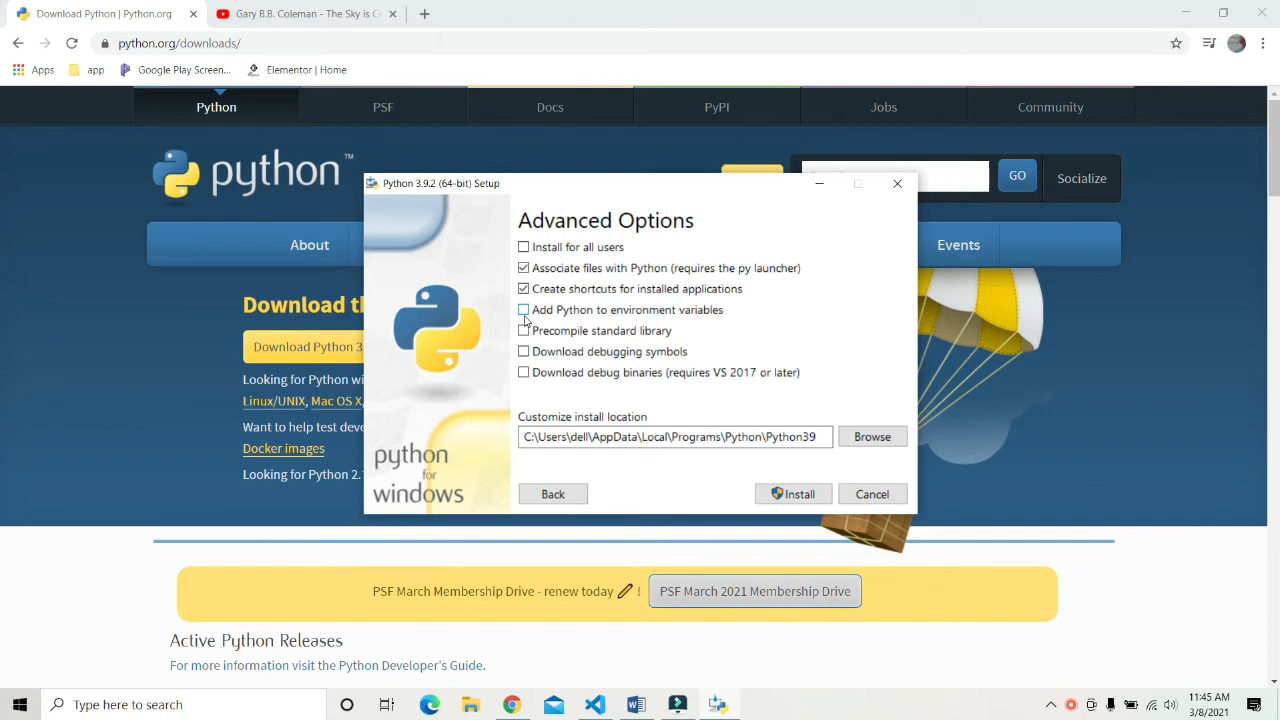 Download Python | Python.org
Gary B.B. Coleman - The Sky is C
python.org/downloads/
Apps
app
Google Play Screen...
Elementor | Home
Python
PSF
Docs
PyPI
Jobs
Community
python™
GO
Socialize
About
Events
Download th
Download Python 3
Looking for Python wi
Linux/UNIX, Mac OS X,
Want to help test deve
Docker images
Looking for Python 2.
Python 3.9.2 (64-bit) Setup
Advanced Options
Install for all users
Associate files with Python (requires the py launcher)
Create shortcuts for installed applications
Add Python to environment variables
Precompile standard library
Download debugging symbols
Download debug binaries (requires VS 2017 or later)
Customize install location
C:\Users\dell\AppData\Local\Programs\Python\Python39
Browse
python
for
windows
Back
Install
Cancel
PSF March Membership Drive - renew today !
PSF March 2021 Membership Drive
Active Python Releases
For more information visit the Python Developer's Guide.
Type here to search
11:45 AM
3/8/2021